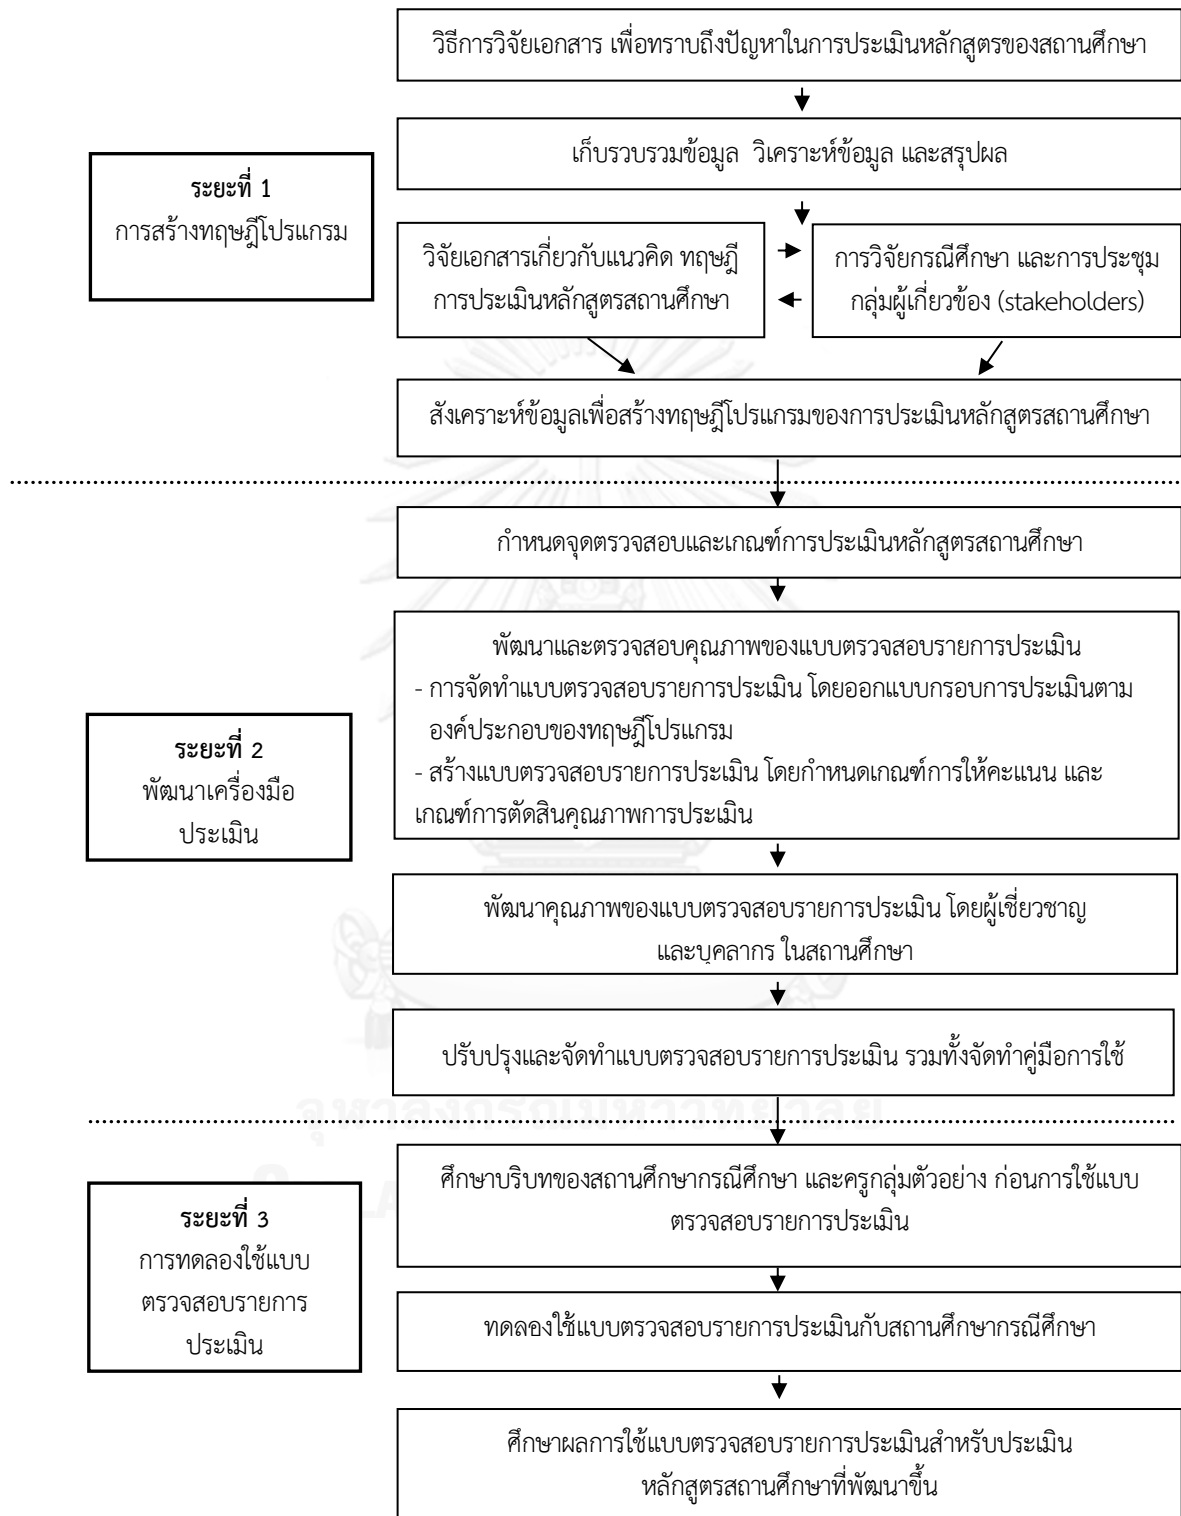 วิธีการวิจัยเอกสาร เพื่อทราบถึงปัญหาในการประเมินหลักสูตรของสถานศึกษา
เก็บรวบรวมข้อมูล วิเคราะห์ข้อมูล และสรุปผล
ระยะที่ 1
การสร้างทฤษฎีโปรแกรม
วิจัยเอกสารเกี่ยวกับแนวคิด ทฤษฎี
การประเมินหลักสูตรสถานศึกษา
การวิจัยกรณีศึกษา และการประชุม
กลุ่มผู้เกี่ยวข้อง (stakeholders)
สังเคราะห์ข้อมูลเพื่อสร้างทฤษฎีโปรแกรมของการประเมินหลักสูตรสถานศึกษา
กำหนดจุดตรวจสอบและเกณฑ์การประเมินหลักสูตรสถานศึกษา
ระยะที่ 2
พัฒนาเครื่องมือ
ประเมิน
พัฒนาและตรวจสอบคุณภาพของแบบตรวจสอบรายการประเมิน
- การจัดทำแบบตรวจสอบรายการประเมิน โดยออกแบบกรอบการประเมินตาม
องค์ประกอบของทฤษฎีโปรแกรม
- สร้างแบบตรวจสอบรายการประเมิน โดยกำหนดเกณฑ์การให้คะแนน และ
เกณฑ์การตัดสินคุณภาพการประเมิน
พัฒนาคุณภาพของแบบตรวจสอบรายการประเมิน โดยผู้เชี่ยวชาญ
และบุคลากร ในสถานศึกษา
ปรับปรุงและจัดทำแบบตรวจสอบรายการประเมิน รวมทั้งจัดทำคู่มือการใช้
จุฬาลงกรณ์มหาวิทยาลัย
ระยะที่ 3
การทดลองใช้แบบ
ตรวจสอบรายการ
ประเมิน
ศึกษาบริบทของสถานศึกษากรณีศึกษา และครูกลุ่มตัวอย่าง ก่อนการใช้แบบ
ตรวจสอบรายการประเมิน
ทดลองใช้แบบตรวจสอบรายการประเมินกับสถานศึกษากรณีศึกษา
ศึกษาผลการใช้แบบตรวจสอบรายการประเมินสำหรับประเมิน
หลักสูตรสถานศึกษาที่พัฒนาขึ้น